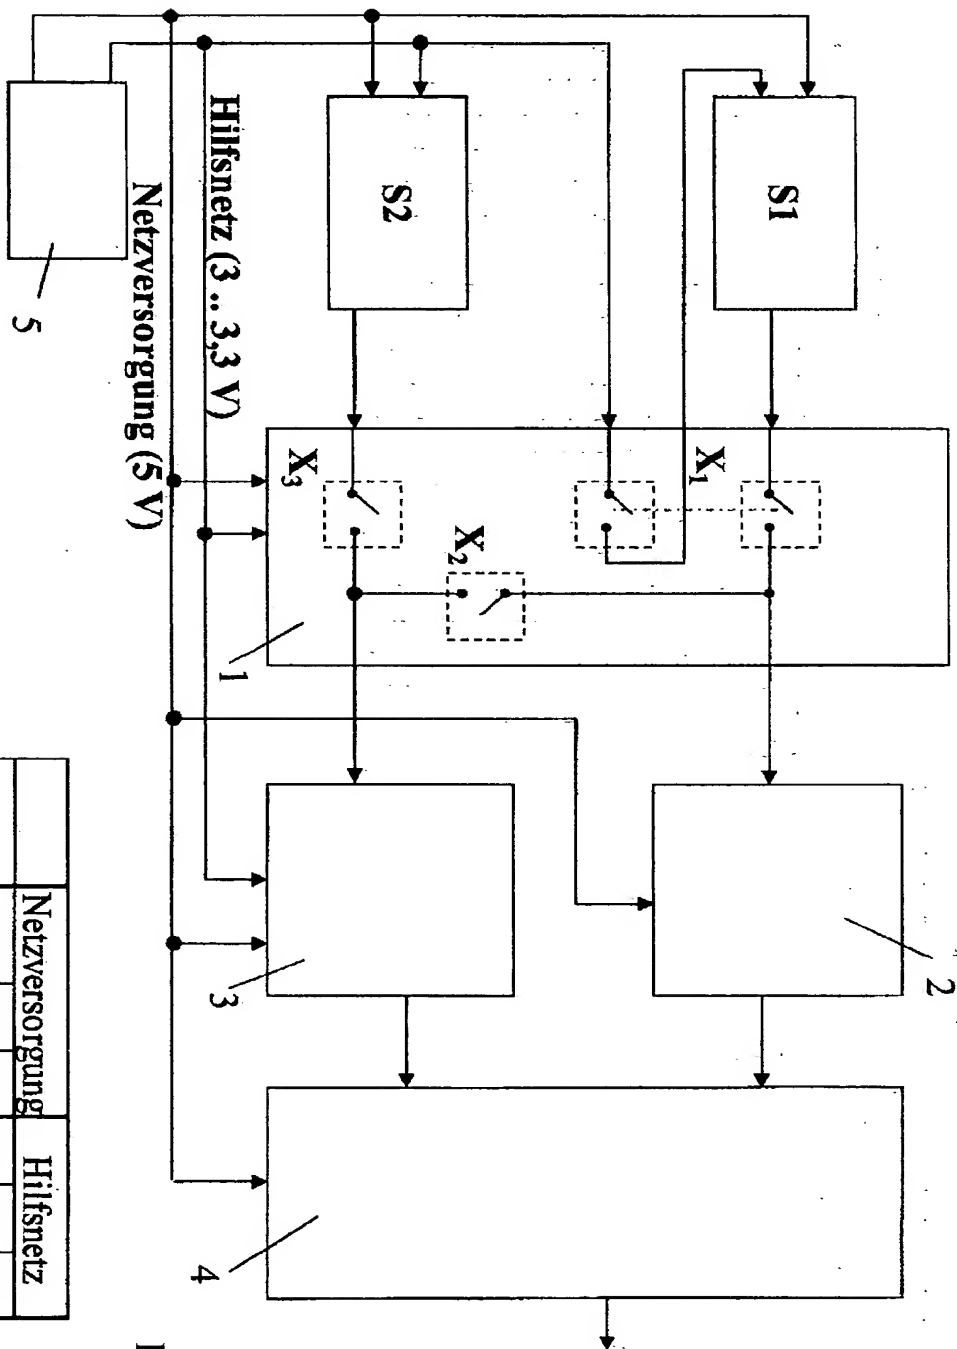 S1
S2
X1
X2
X3
1
2
3
4
5
Hilfsnetz (3 .. 3,3 V)
Netzversorgung (5 V)
Netzversorgung
Hilfsnetz